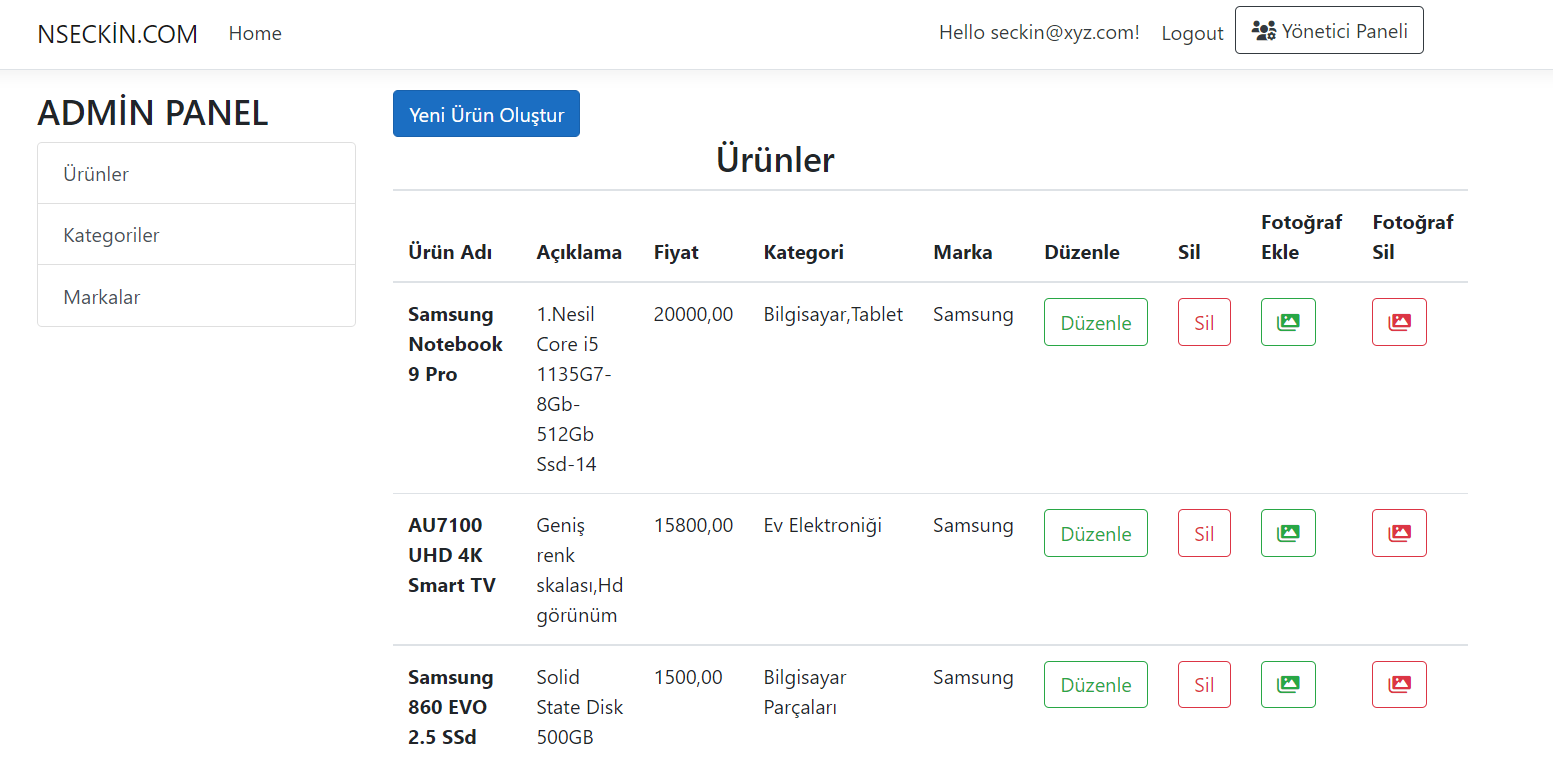 NSECKİN.COM Home Hello seckin@xyz.com! Logout Yönetici Paneli
ADMİN PANEL
Ürünler
Kategoriler
Markalar
Yeni Ürün Oluştur
Ürünler
Ürün Adı Açıklama Fiyat Kategori Marka Düzenle Sil Fotoğraf Ekle Fotoğraf Sil
Samsung
Notebook
9 Pro
1.Nesil
Core i5
1135G7-
8Gb-
512Gb
Ssd-14
20000,00
Bilgisayar,Tablet
Samsung
Düzenle
Sil
AU7100
UHD 4K
Smart TV
Geniş
renk
skalası,Hd
görünüm
15800,00
Ev Elektroniği
Samsung
Düzenle
Sil
Samsung
860 EVO
2.5 SSd
Solid
State Disk
500GB
1500,00
Bilgisayar
Parçaları
Samsung
Düzenle
Sil